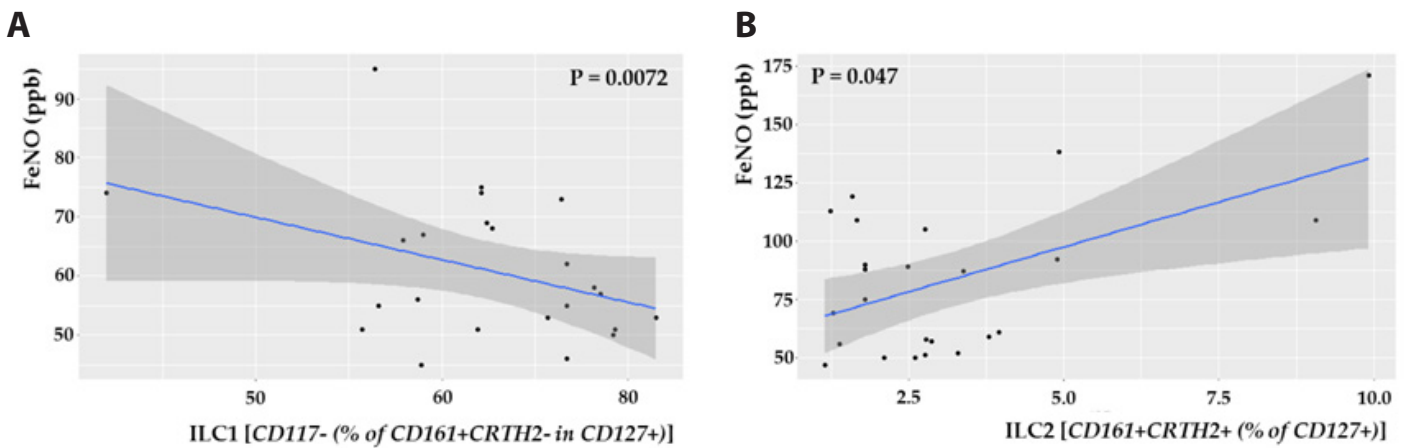 A
B
P = 0.0072
P = 0.047
FeNO (ppb)
90
80
70
60
50
50
60
80
ILC1 [CD117- (% of CD161+CRTH2- in CD127+)]
FeNO (ppb)
175
150
125
100
75
50
2.5
5.0
7.5
10.0
ILC2 [CD161+CRTH2+ (% of CD127+)]